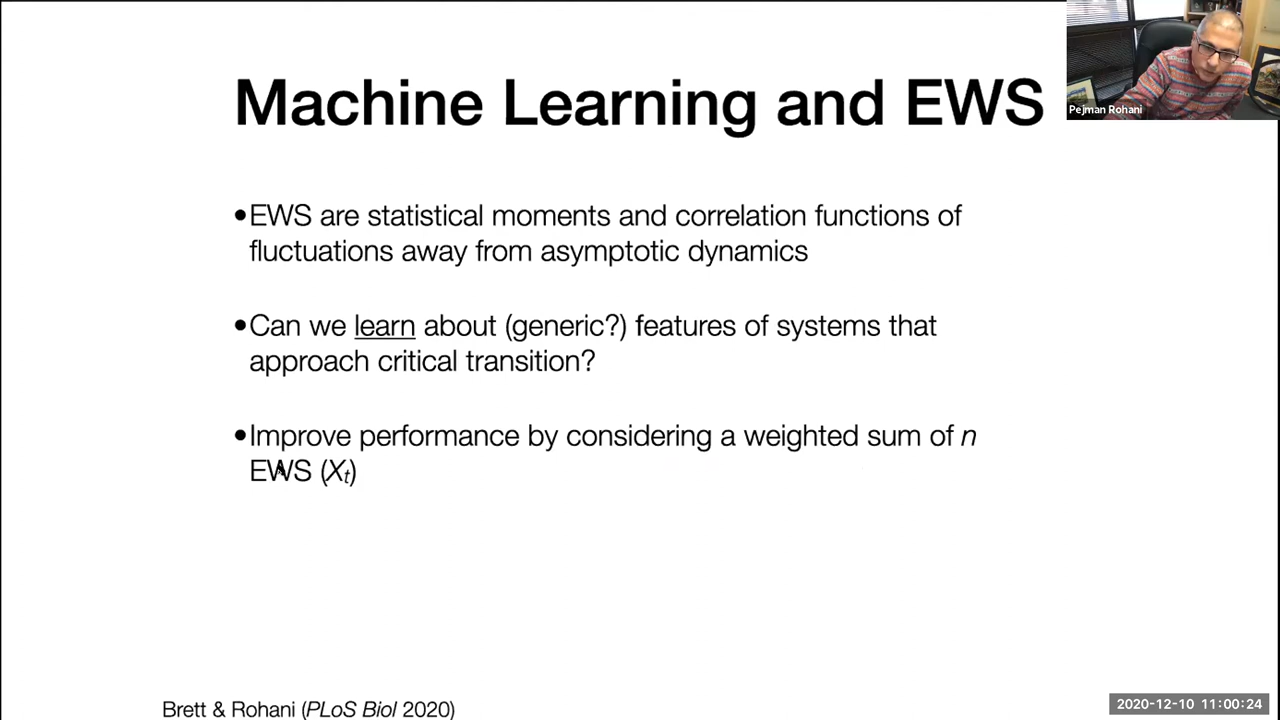 Machine Learning and EWS
Pejman Rohani
•EWS are statistical moments and correlation functions of
fluctuations away from asymptotic dynamics
•Can we learn about (generic?) features of systems that
approach critical transition?
•Improve performance by considering a weighted sum of n
EWS (Xt)
Brett & Rohani (PLoS Biol 2020)
2020-12-10 11:00:24